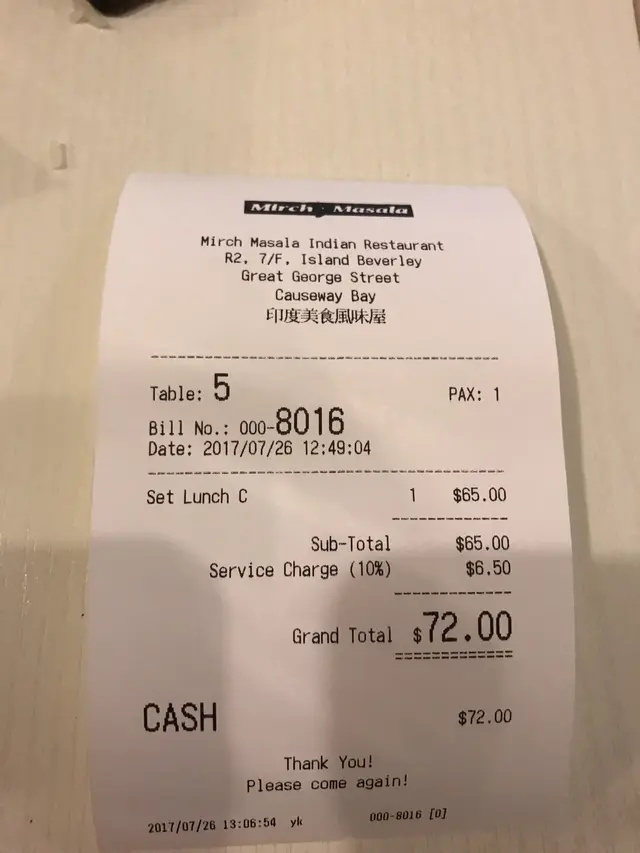 Mirch Masala
Mirch Masala Indian Restaurant
R2, 7/F, Island Beverley
Great George Street
Causeway Bay
印度美食風味屋
Table: 5 PAX: 1
Bill No.: 000-8016
Date: 2017/07/26 12:49:04
Set Lunch C 1 $65.00
Sub-Total $65.00
Service Charge (10%) $6.50
Grand Total $72.00
CASH $72.00
Thank You!
Please come again!
2017/07/26 13:06:54 yk 000-8016 [0]